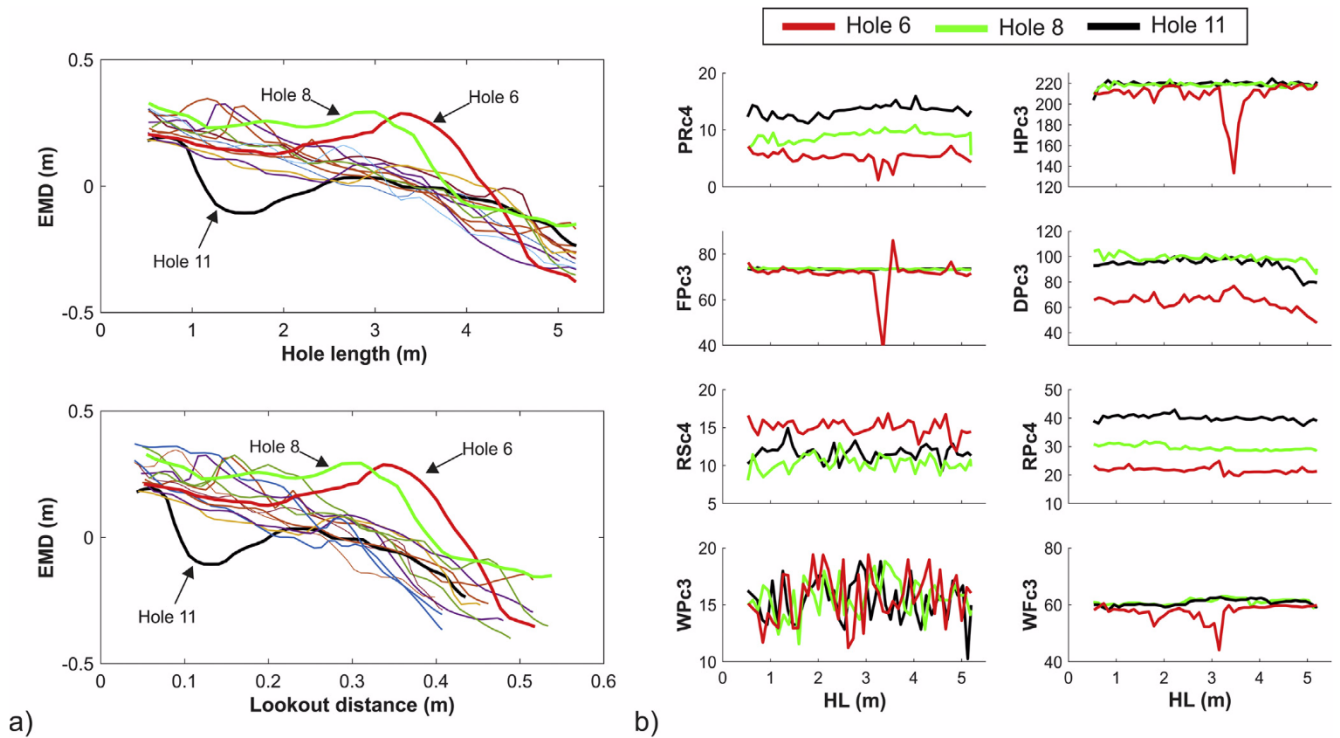 0.5
EMD (m)
0
-0.5
Hole 8
Hole 6
Hole 11
0 1 2 3 4 5
Hole length (m)
0.5
EMD (m)
0
-0.5
Hole 8
Hole 6
Hole 11
0 0.1 0.2 0.3 0.4 0.5 0.6
Lookout distance (m)
a)
Hole 6 Hole 8 Hole 11
PRc4
20
10
0
HPc3
220
200
180
160
140
120
FPc3
80
60
40
DPc3
120
100
80
60
40
RSc4
20
15
10
5
RPc4
50
40
30
20
10
WPc3
20
15
10
0 1 2 3 4 5
HL (m)
WFc3
80
60
40
0 1 2 3 4 5
HL (m)
b)